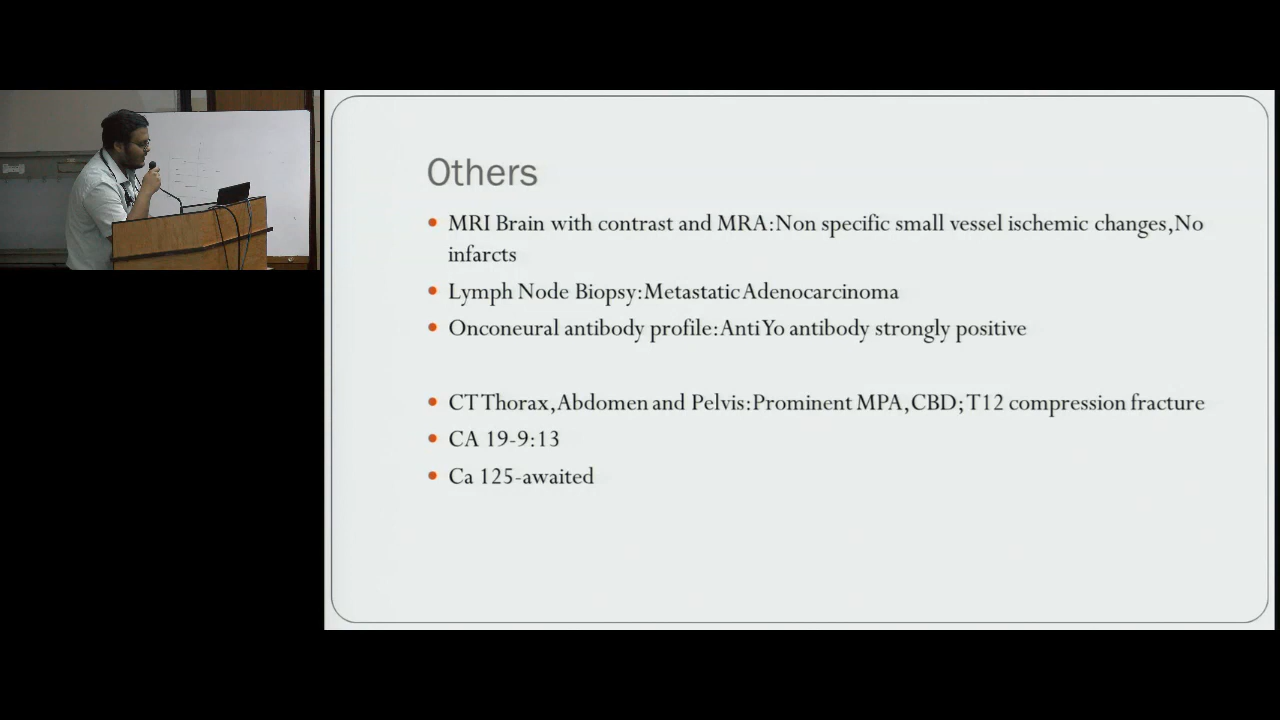 Others
MRI Brain with contrast and MRA:Non specific small vessel ischemic changes,No
infarcts
Lymph Node Biopsy:Metastatic Adenocarcinoma
Onconeural antibody profile:Anti Yo antibody strongly positive
CT Thorax,Abdomen and Pelvis:Prominent MPA,CBD;T12 compression fracture
CA 19-9:13
Ca 125-awaited